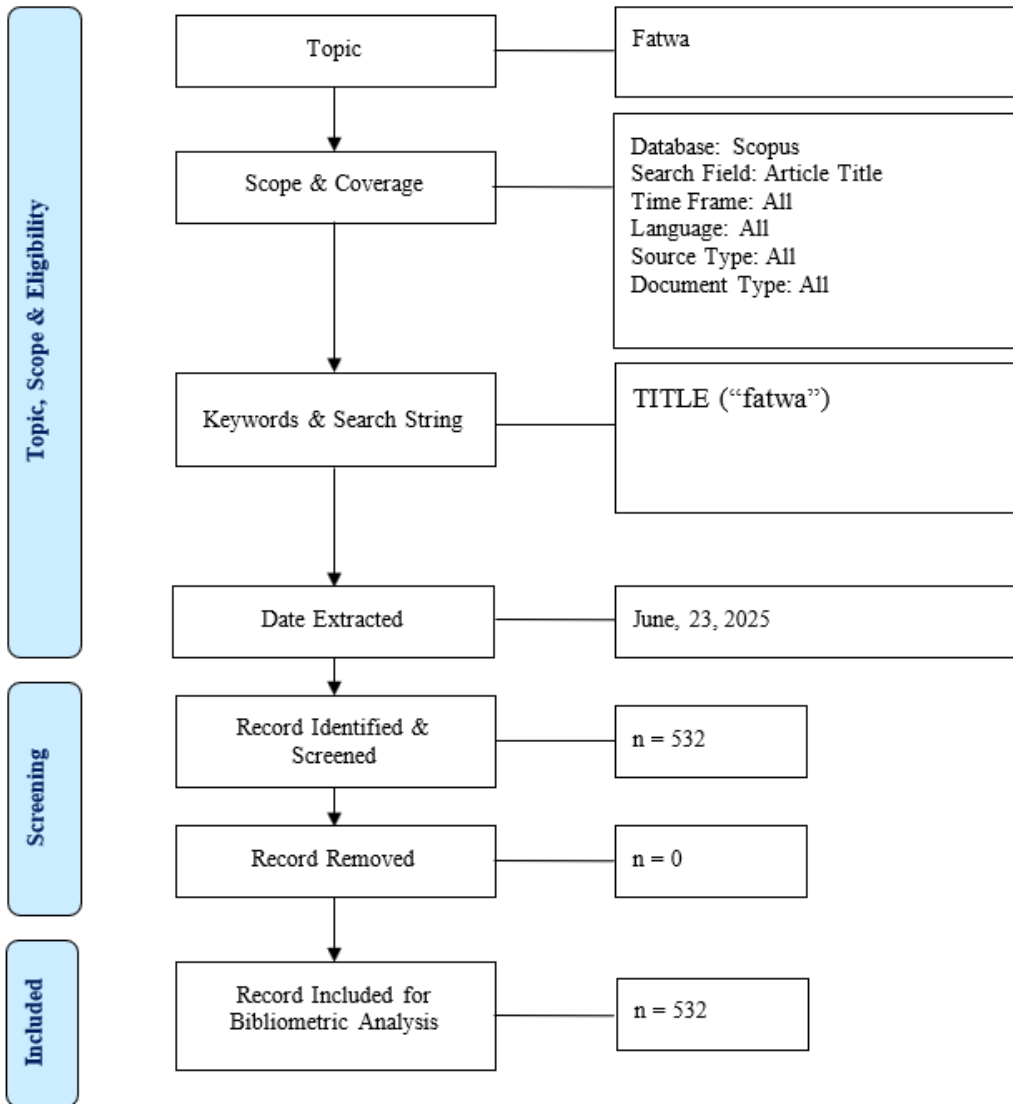 Topic, Scope & Eligibility
Topic
Fatwa
Scope & Coverage
Database: Scopus
Search Field: Article Title
Time Frame: All
Language: All
Source Type: All
Document Type: All
Keywords & Search String
TITLE (“fatwa”)
Date Extracted
June, 23, 2025
Screening
Record Identified &
Screened
n = 532
Record Removed
n = 0
Included
Record Included for
Bibliometric Analysis
n = 532